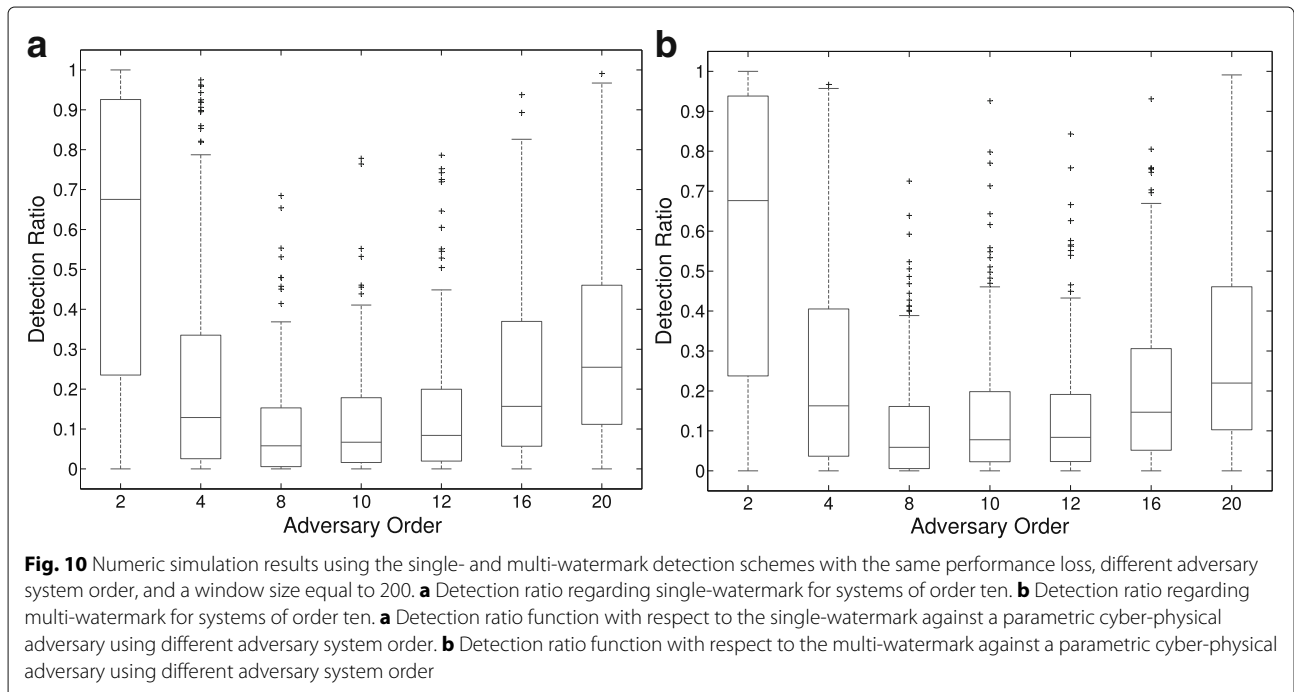 a
1
0.9
0.8
0.7
0.6
0.5
0.4
0.3
0.2
0.1
0
Detection Ratio
2 4 8 10 12 16 20
Adversary Order
b
1
0.9
0.8
0.7
0.6
0.5
0.4
0.3
0.2
0.1
0
Detection Ratio
2 4 8 10 12 16 20
Adversary Order
Fig. 10 Numeric simulation results using the single- and multi-watermark detection schemes with the same performance loss, different adversary
system order, and a window size equal to 200. a Detection ratio regarding single-watermark for systems of order ten. b Detection ratio regarding
multi-watermark for systems of order ten. a Detection ratio function with respect to the single-watermark against a parametric cyber-physical
adversary using different adversary system order. b Detection ratio function with respect to the multi-watermark against a parametric cyber-physical
adversary using different adversary system order